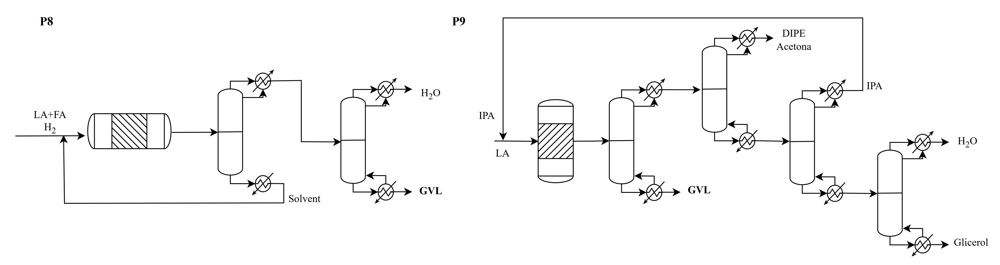 P8
LA+FA
H2
Solvent
H2O
GVL
P9
IPA
LA
GVL
DIPE
Acetona
IPA
H2O
Glicerol